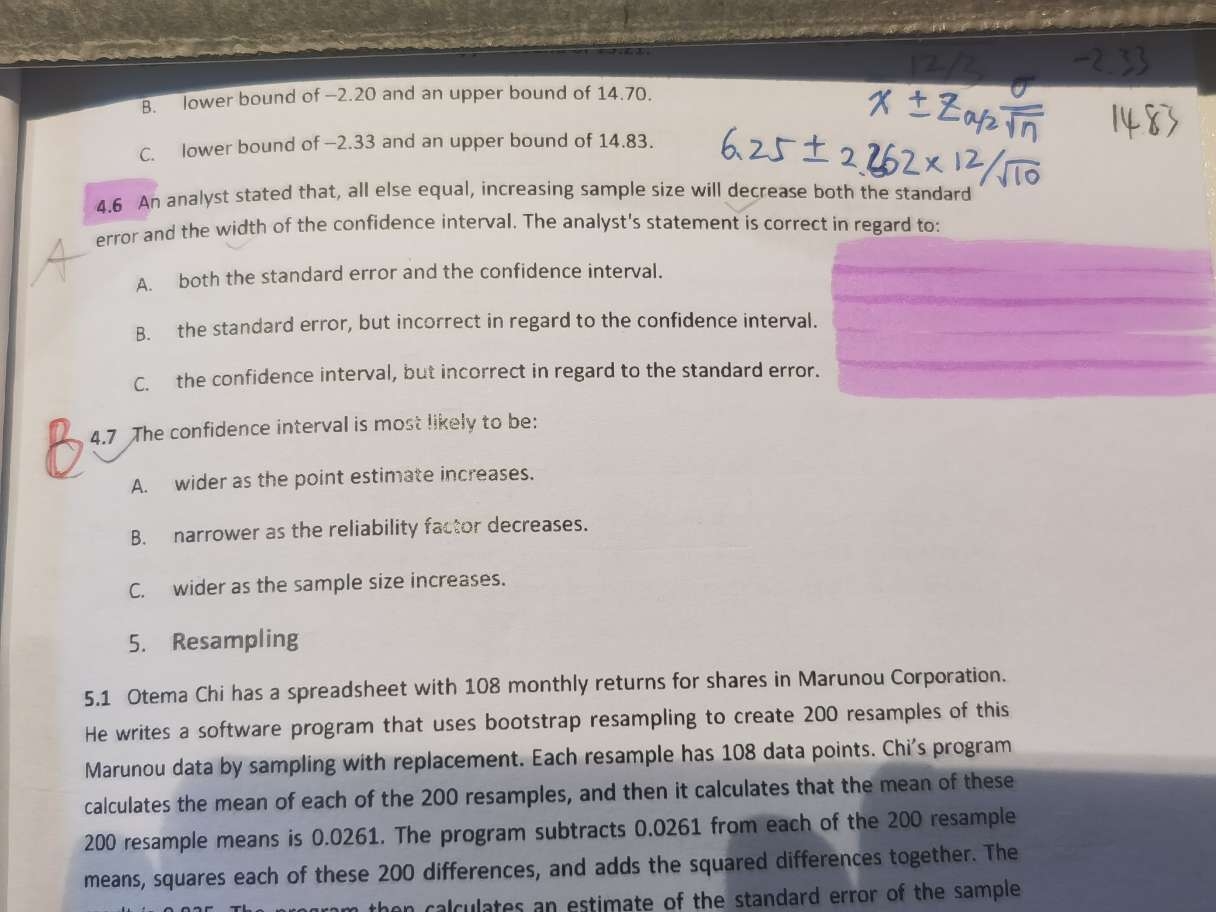 12/3
-2.33
B. lower bound of −2.20 and an upper bound of 14.70.
x ± Zα/2 σ/√n
1483
C. lower bound of −2.33 and an upper bound of 14.83.
6.25 ± 2.262 × 12/√10
4.6 An analyst stated that, all else equal, increasing sample size will decrease both the standard
error and the width of the confidence interval. The analyst's statement is correct in regard to:
A
A. both the standard error and the confidence interval.
B. the standard error, but incorrect in regard to the confidence interval.
C. the confidence interval, but incorrect in regard to the standard error.
B
4.7 The confidence interval is most likely to be:
A. wider as the point estimate increases.
B. narrower as the reliability factor decreases.
C. wider as the sample size increases.
5. Resampling
5.1 Otema Chi has a spreadsheet with 108 monthly returns for shares in Marunou Corporation.
He writes a software program that uses bootstrap resampling to create 200 resamples of this
Marunou data by sampling with replacement. Each resample has 108 data points. Chi's program
calculates the mean of each of the 200 resamples, and then it calculates that the mean of these
200 resample means is 0.0261. The program subtracts 0.0261 from each of the 200 resample
means, squares each of these 200 differences, and adds the squared differences together. The
program then calculates an estimate of the standard error of the sample